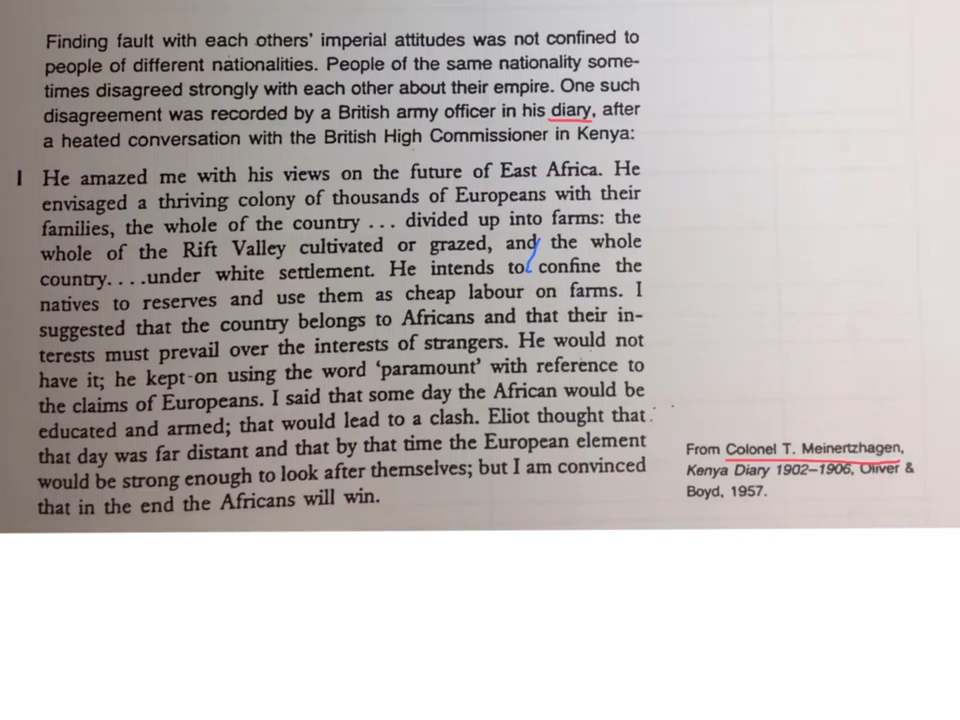 Finding fault with each others' imperial attitudes was not confined to
people of different nationalities. People of the same nationality some-
times disagreed strongly with each other about their empire. One such
disagreement was recorded by a British army officer in his diary, after
a heated conversation with the British High Commissioner in Kenya:
I He amazed me with his views on the future of East Africa. He
envisaged a thriving colony of thousands of Europeans with their
families, the whole of the country ... divided up into farms: the
whole of the Rift Valley cultivated or grazed, and the whole
country....under white settlement. He intends to confine the
natives to reserves and use them as cheap labour on farms. I
suggested that the country belongs to Africans and that their in-
terests must prevail over the interests of strangers. He would not
have it; he kept-on using the word 'paramount' with reference to
the claims of Europeans. I said that some day the African would be
educated and armed; that would lead to a clash. Eliot thought that
that day was far distant and that by that time the European element
would be strong enough to look after themselves; but I am convinced
that in the end the Africans will win.
From Colonel T. Meinertzhagen,
Kenya Diary 1902–1906, Oliver &
Boyd, 1957.